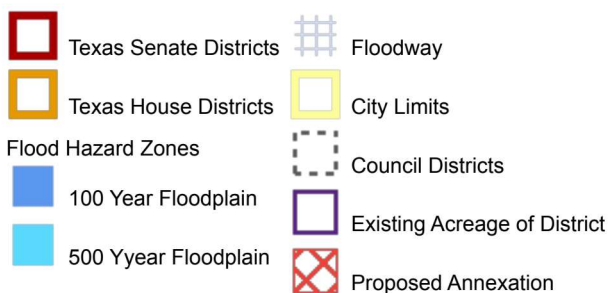 Texas Senate Districts
Texas House Districts
Flood Hazard Zones
100 Year Floodplain
500 Yyear Floodplain
Floodway
City Limits
Council Districts
Existing Acreage of District
Proposed Annexation